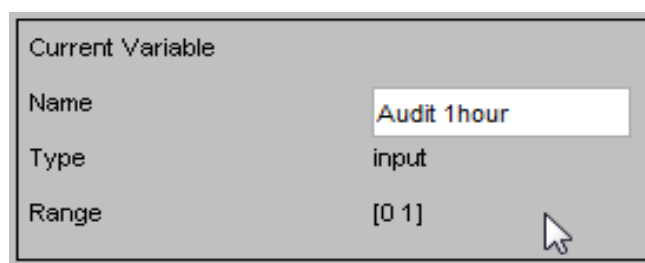 Current Variable
Name Audit 1hour
Type input
Range [0 1]